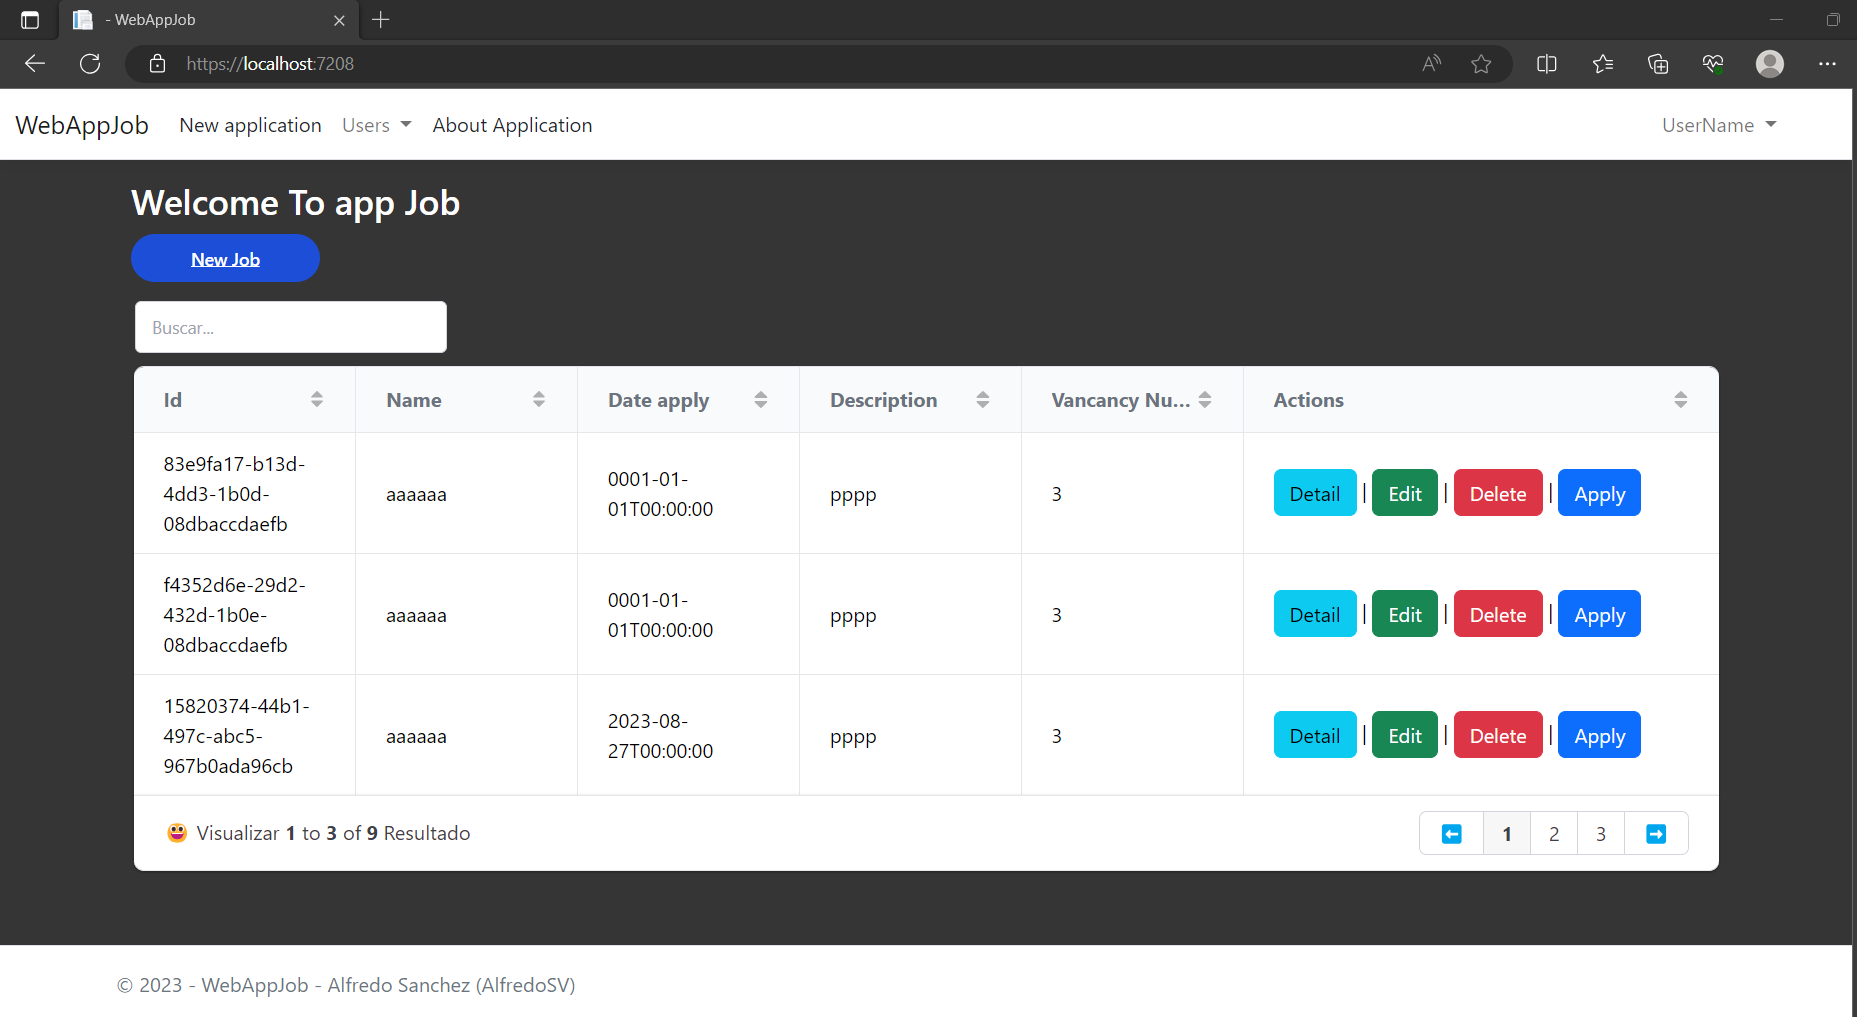 - WebAppJob
https://localhost:7208
WebAppJob New application Users About Application UserName
Welcome To app Job
New Job
Buscar...
Id Name Date apply Description Vancancy Nu... Actions
83e9fa17-b13d-
4dd3-1b0d-
08dbaccdaefb
aaaaaa
0001-01-
01T00:00:00
pppp
3
Detail | Edit | Delete | Apply
f4352d6e-29d2-
432d-1b0e-
08dbaccdaefb
aaaaaa
0001-01-
01T00:00:00
pppp
3
Detail | Edit | Delete | Apply
15820374-44b1-
497c-abc5-
967b0ada96cb
aaaaaa
2023-08-
27T00:00:00
pppp
3
Detail | Edit | Delete | Apply
Visualizar 1 to 3 of 9 Resultado
1 2 3
© 2023 - WebAppJob - Alfredo Sanchez (AlfredoSV)